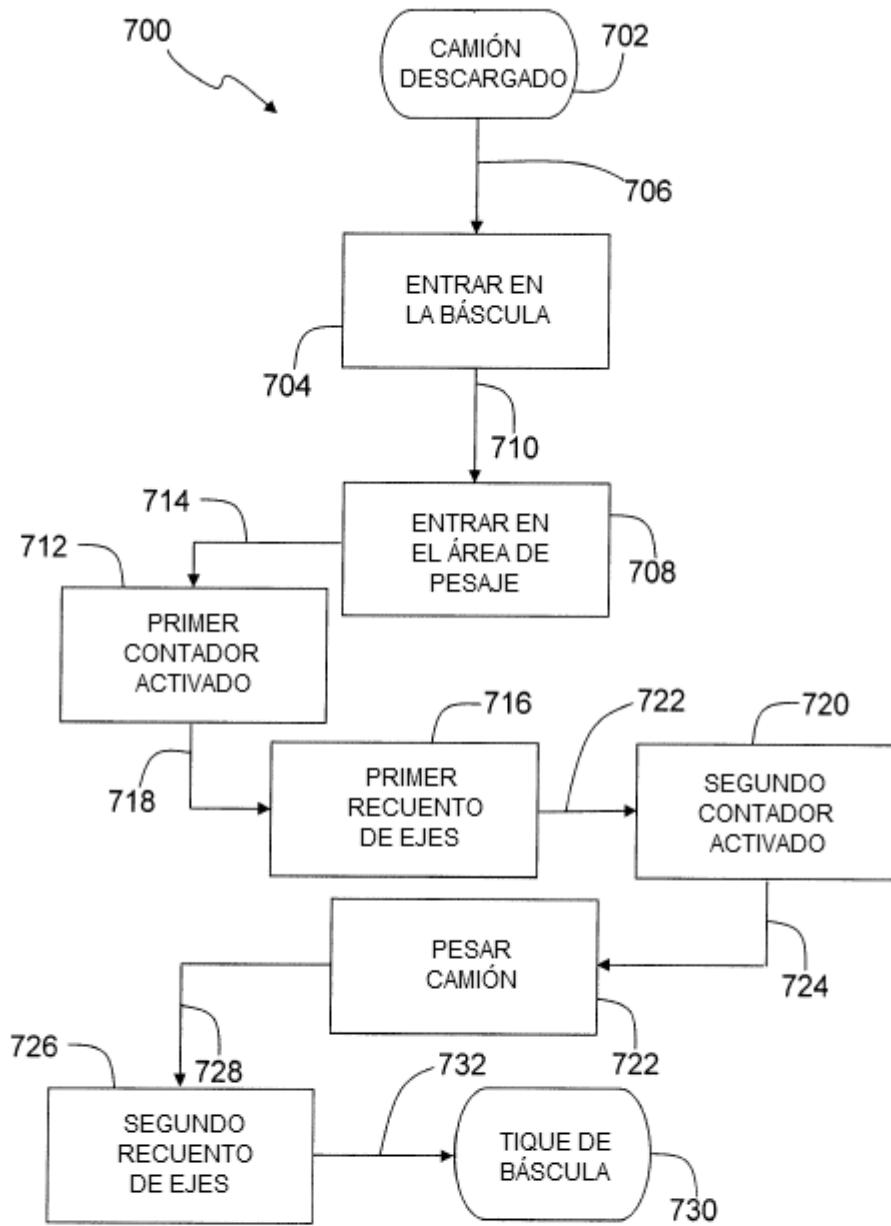 700
CAMIÓN
DESCARGADO
702
706
ENTRAR EN
LA BÁSCULA
704
710
ENTRAR EN
EL ÁREA DE
PESAJE
708
714
712
PRIMER
CONTADOR
ACTIVADO
718
716
PRIMER
RECUENTO
DE EJES
722
720
SEGUNDO
CONTADOR
ACTIVADO
724
PESAR
CAMIÓN
722
728
726
SEGUNDO
RECUENTO
DE EJES
732
TIQUE DE
BÁSCULA
730